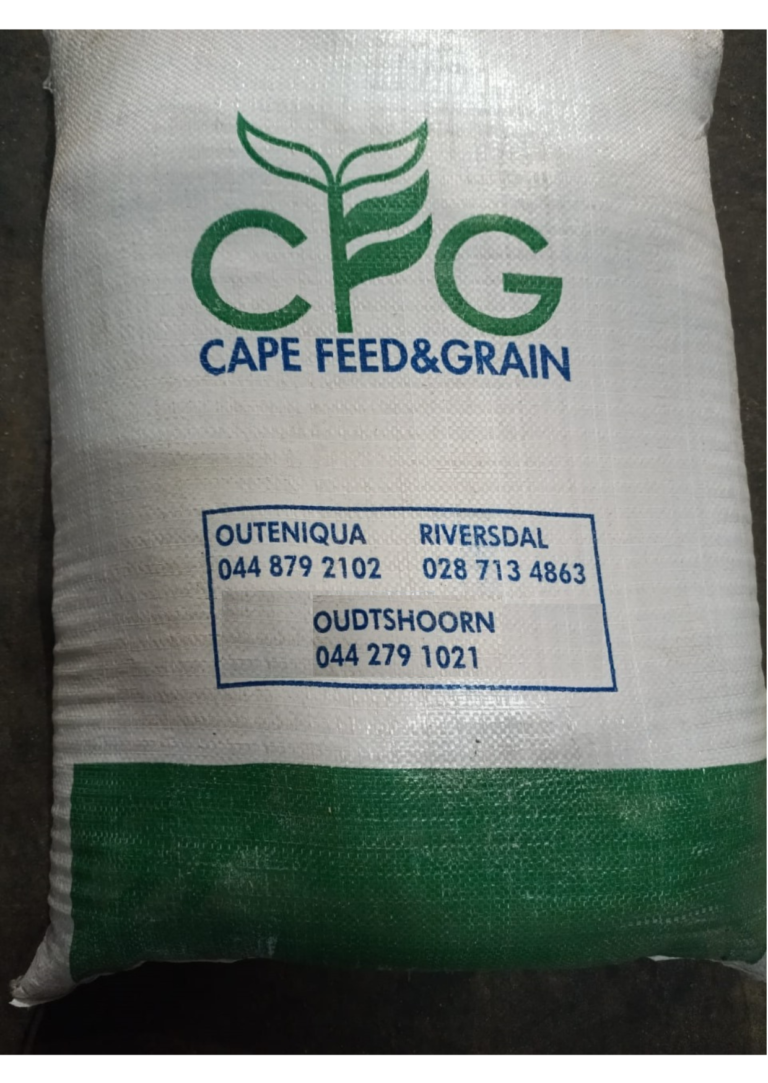 CFG
CAPE FEED&GRAIN
OUTENIQUA RIVERSDAL
044 879 2102 028 713 4863
OUDTSHOORN
044 279 1021